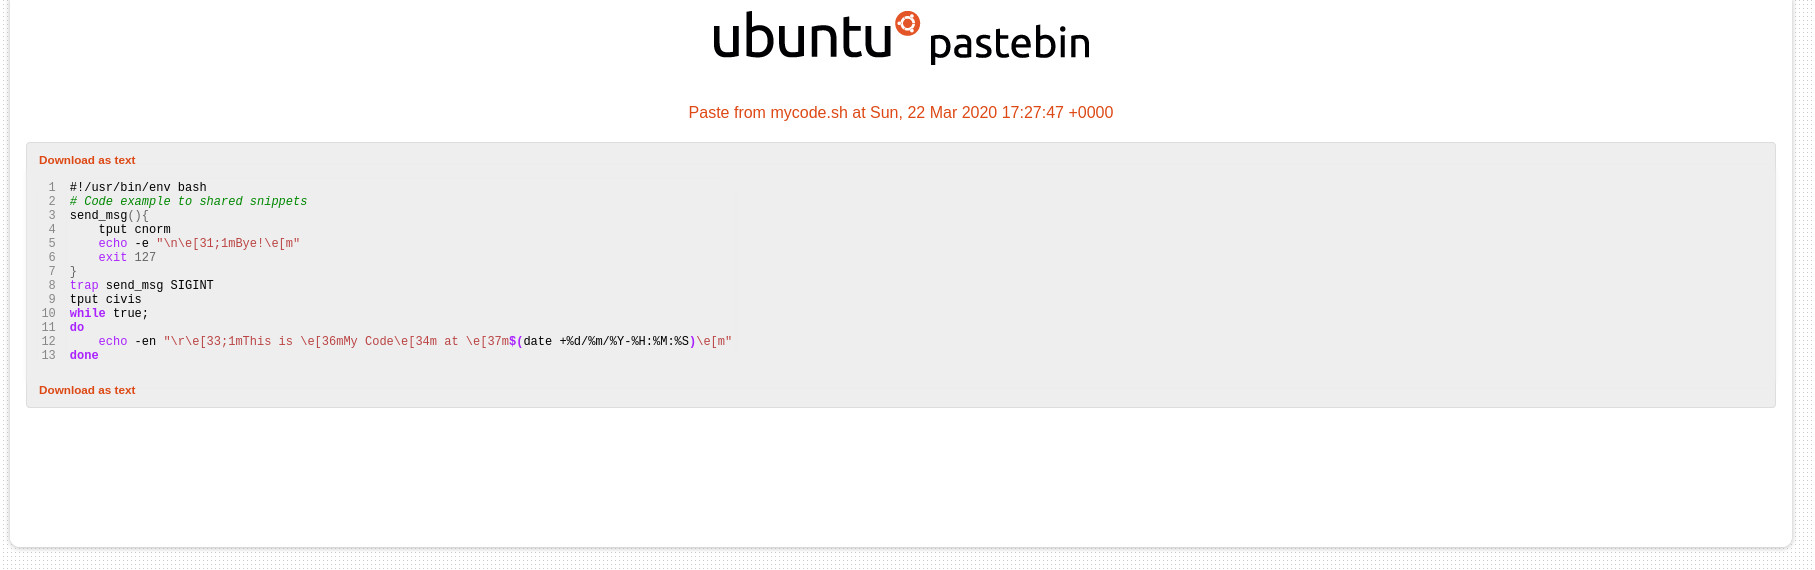 ubuntu pastebin
Paste from mycode.sh at Sun, 22 Mar 2020 17:27:47 +0000
Download as text
1 #!/usr/bin/env bash
2 # Code example to shared snippets
3 send_msg(){
4     tput cnorm
5     echo -e "\n\e[31;1mBye!\e[m"
6     exit 127
7 }
8 trap send_msg SIGINT
9 tput civis
10 while true;
11 do
12     echo -en "\r\e[33;1mThis is \e[36mMy Code\e[34m at \e[37m$(date +%d/%m/%Y-%H:%M:%S)\e[m"
13 done
Download as text